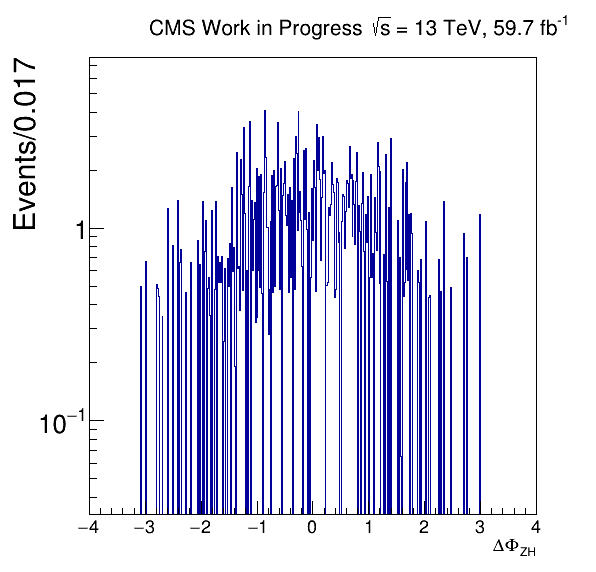 CMS Work in Progress √s = 13 TeV, 59.7 fb⁻¹
Events/0.017
1
10⁻¹
−4 −3 −2 −1 0 1 2 3 4
ΔΦ_ZH